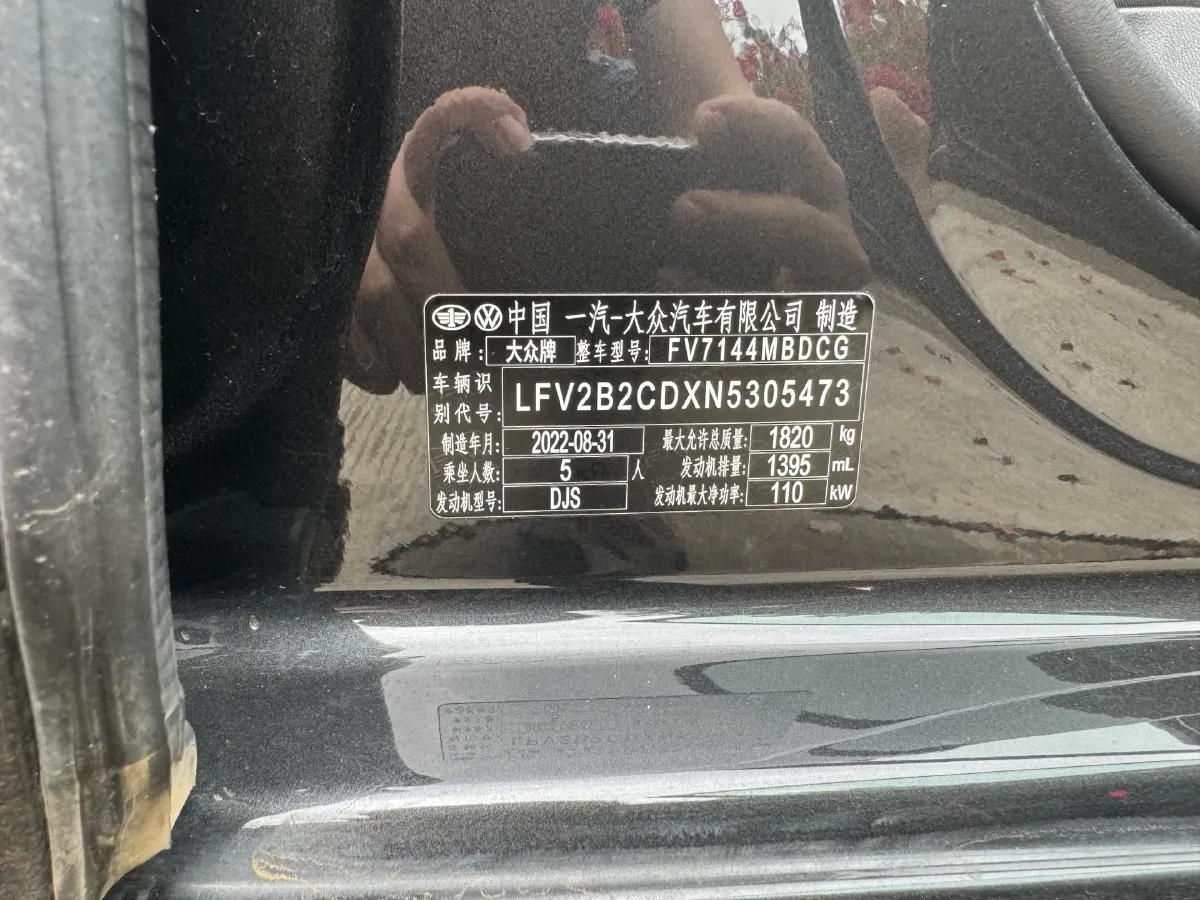 中国 一汽-大众汽车有限公司 制造
品牌: 大众牌 整车型号: FV7144MBDCG
车辆识别代号: LFV2B2CDXN5305473
制造年月: 2022-08-31 最大允许总质量: 1820 kg
乘坐人数: 5 人 发动机排量: 1395 mL
发动机型号: DJS 发动机最大净功率: 110 kW